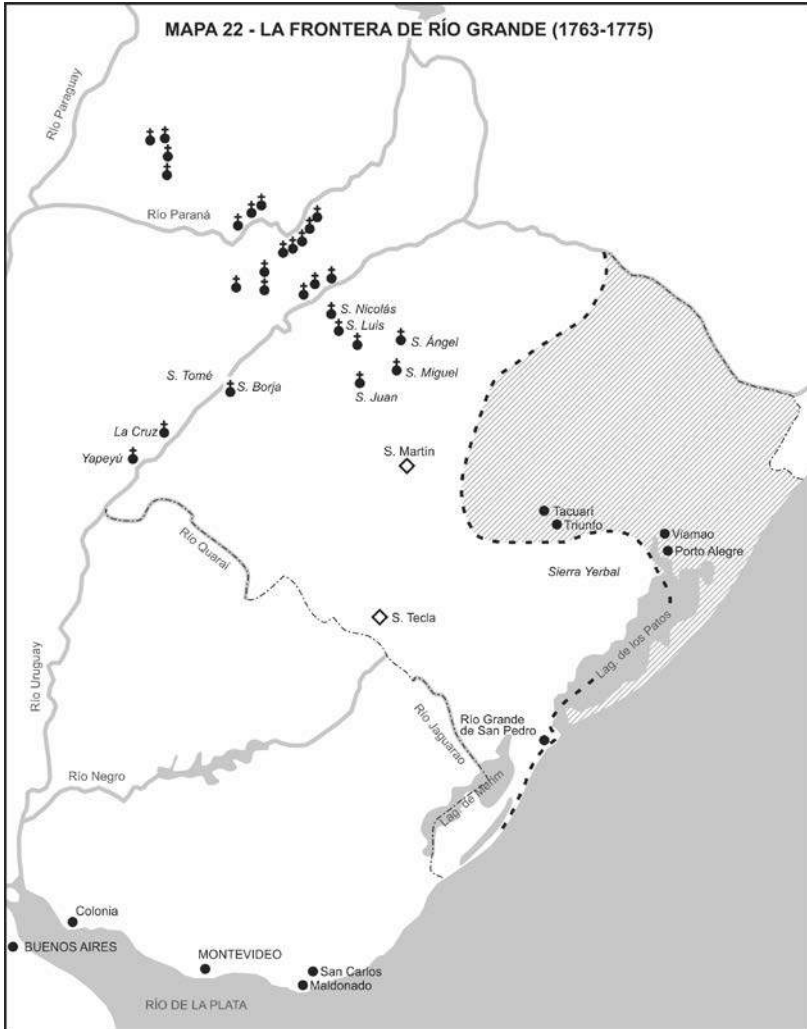 MAPA 22 - LA FRONTERA DE RÍO GRANDE (1763-1775)
Río Paraguay
Río Paraná
S. Nicolás
S. Luis
S. Ángel
S. Miguel
S. Juan
S. Tomé
S. Borja
La Cruz
Yapeyú
S. Martín
Tacuarí
Triunfo
Viamao
Porto Alegre
Sierra Yerbal
Río Quarai
S. Tecla
Lag. de los Patos
Río Uruguay
Río Jaguarao
Río Grande
de San Pedro
Río Negro
Lag. de Merim
Colonia
BUENOS AIRES
MONTEVIDEO
San Carlos
Maldonado
RÍO DE LA PLATA